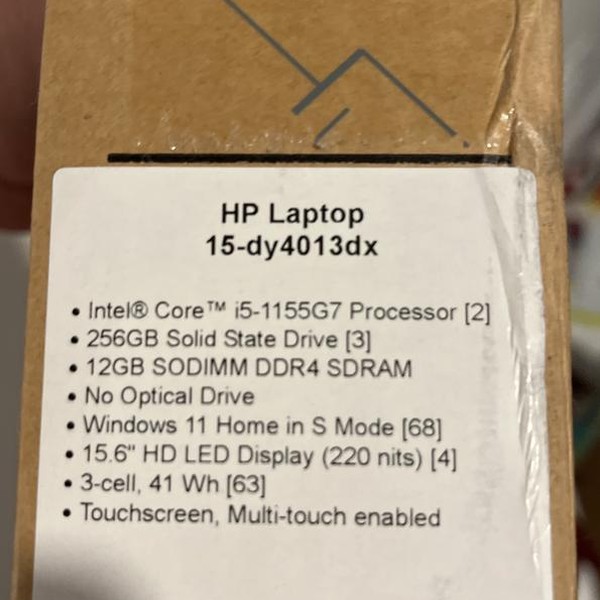 HP Laptop
15-dy4013dx
• Intel® Core™ i5-1155G7 Processor [2]
• 256GB Solid State Drive [3]
• 12GB SODIMM DDR4 SDRAM
• No Optical Drive
• Windows 11 Home in S Mode [68]
• 15.6" HD LED Display (220 nits) [4]
• 3-cell, 41 Wh [63]
• Touchscreen, Multi-touch enabled